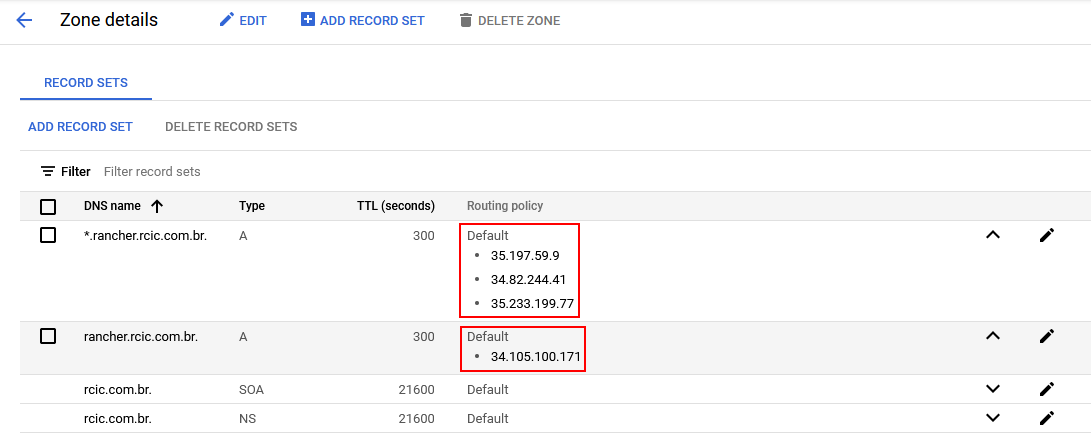 Zone details EDIT ADD RECORD SET DELETE ZONE
RECORD SETS
ADD RECORD SET DELETE RECORD SETS
Filter Filter record sets
DNS name Type TTL (seconds) Routing policy
*.rancher.rcic.com.br. A 300 Default
35.197.59.9
34.82.244.41
35.233.199.77
rancher.rcic.com.br. A 300 Default
34.105.100.171
rcic.com.br. SOA 21600 Default
rcic.com.br. NS 21600 Default